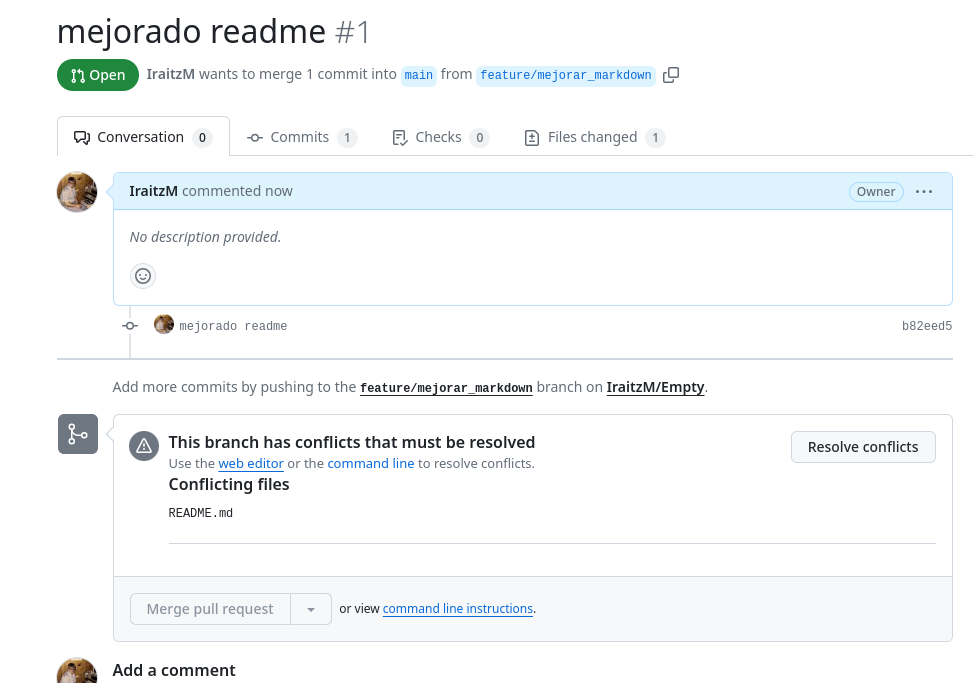 mejorado readme #1
Open IraitzM wants to merge 1 commit into main from feature/mejorar_markdown
Conversation 0 Commits 1 Checks 0 Files changed 1
IraitzM commented now Owner
No description provided.
mejorado readme b82eed5
Add more commits by pushing to the feature/mejorar_markdown branch on IraitzM/Empty.
This branch has conflicts that must be resolved
Resolve conflicts
Use the web editor or the command line to resolve conflicts.
Conflicting files
README.md
Merge pull request or view command line instructions.
Add a comment